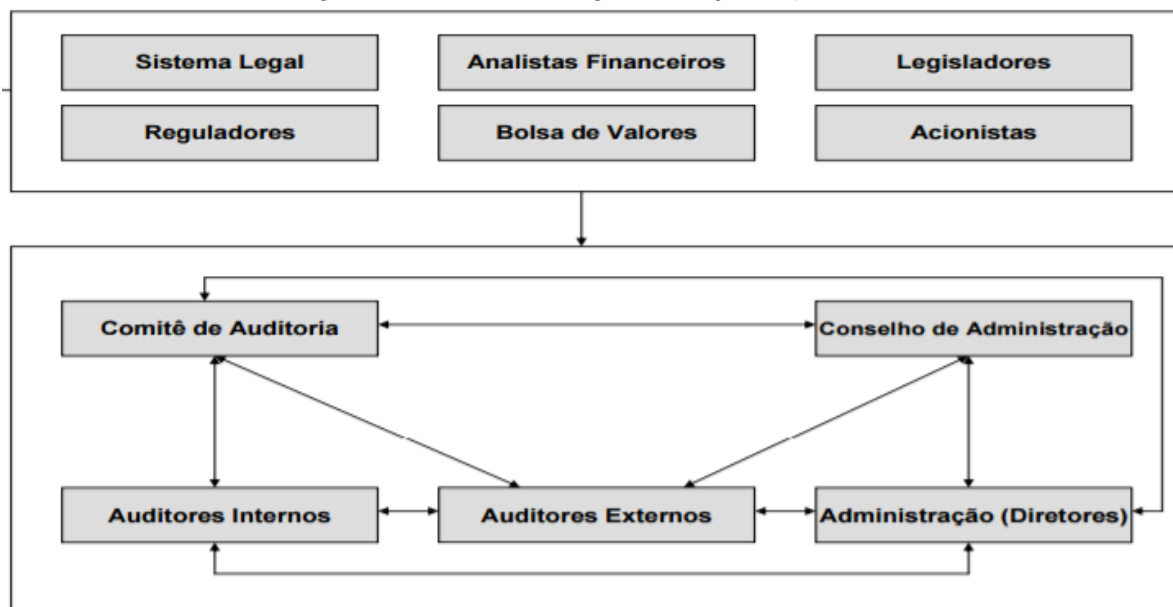 Sistema Legal
Analistas Financeiros
Legisladores
Reguladores
Bolsa de Valores
Acionistas
Comitê de Auditoria
Conselho de Administração
Auditores Internos
Auditores Externos
Administração (Diretores)